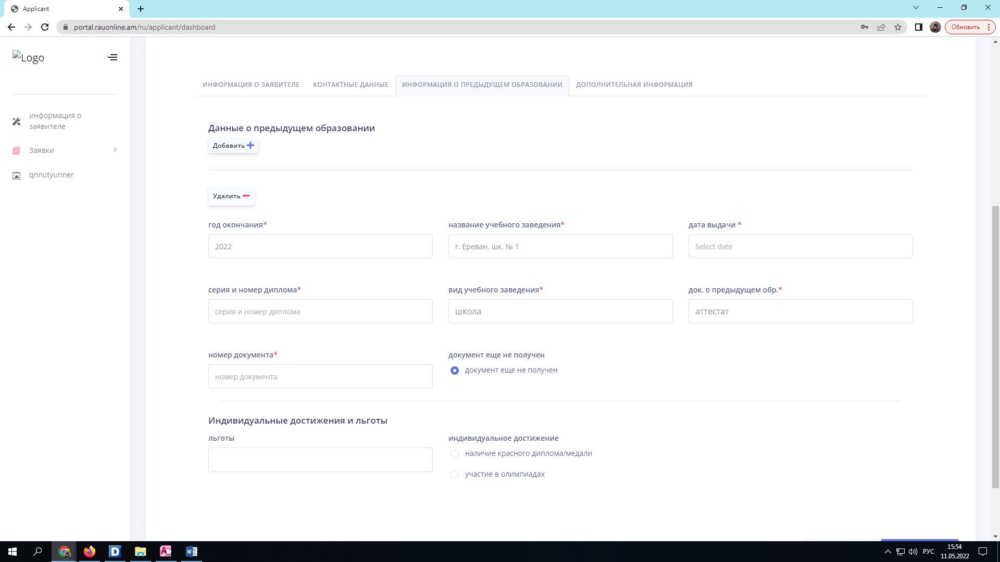 Applicant
portal.rauonline.am/ru/applicant/dashboard
Обновить
Logo
ИНФОРМАЦИЯ О ЗАЯВИТЕЛЕ
КОНТАКТНЫЕ ДАННЫЕ
ИНФОРМАЦИЯ О ПРЕДЫДУЩЕМ ОБРАЗОВАНИИ
ДОПОЛНИТЕЛЬНАЯ ИНФОРМАЦИЯ
информация о
заявителе
Заявки
qnnutyunner
Данные о предыдущем образовании
Добавить
Удалить
год окончания*
название учебного заведения*
дата выдачи *
2022
г. Ереван, шк. № 1
Select date
серия и номер диплома*
вид учебного заведения*
док. о предыдущем обр.*
серия и номер диплома
школа
аттестат
номер документа*
документ еще не получен
номер документа
документ еще не получен
Индивидуальные достижения и льготы
льготы
индивидуальное достижение
наличие красного диплома/медали
участие в олимпиадах
РУС
15:54
11.05.2022